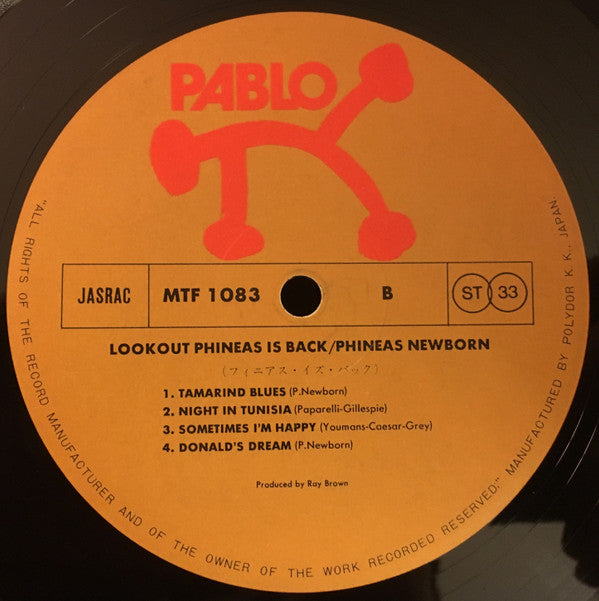 PABLO
JASRAC
MTF 1083
B
ST 33
LOOKOUT PHINEAS IS BACK/PHINEAS NEWBORN
(フィニアス・イズ・バック)
1. TAMARIND BLUES (P.Newborn)
2. NIGHT IN TUNISIA (Paparelli-Gillespie)
3. SOMETIMES I'M HAPPY (Youmans-Caesar-Grey)
4. DONALD'S DREAM (P.Newborn)
Produced by Ray Brown
"ALL RIGHTS OF THE RECORD MANUFACTURER AND OF THE OWNER OF THE WORK RECORDED RESERVED;" MANUFACTURED BY POLYDOR K. K., JAPAN.